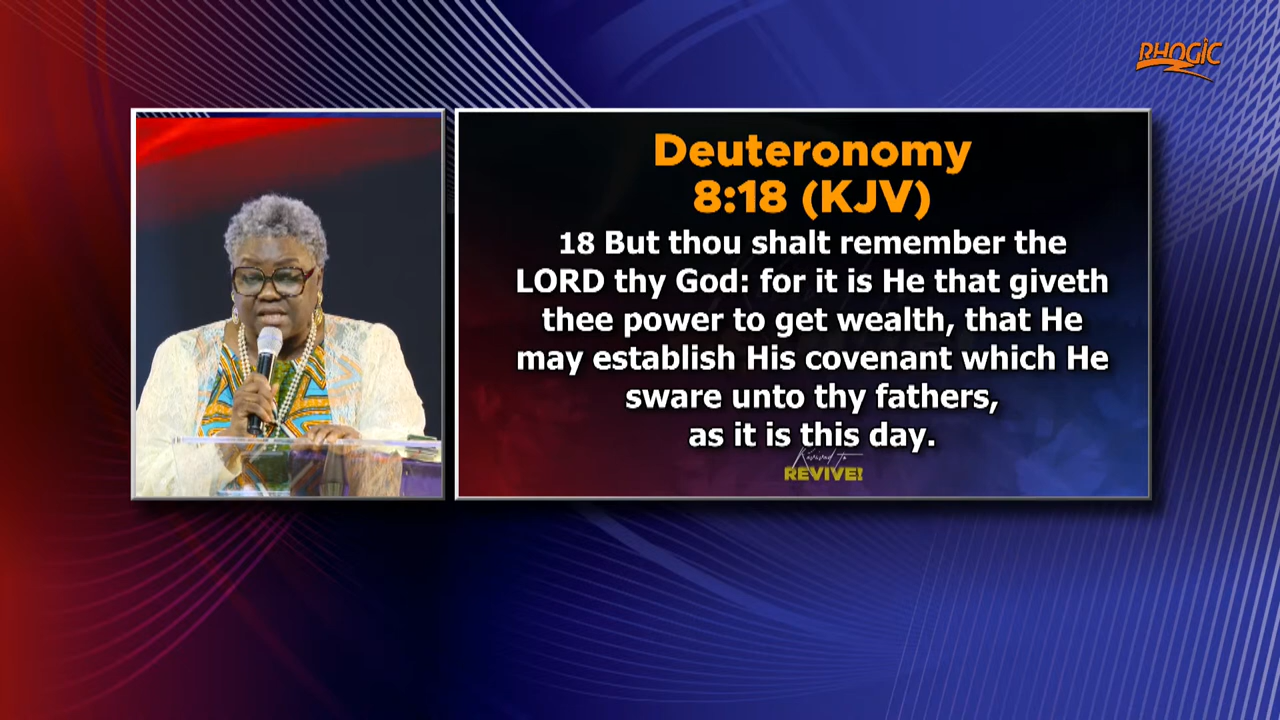 RHOGIC
Deuteronomy
8:18 (KJV)
18 But thou shalt remember the
LORD thy God: for it is He that giveth
thee power to get wealth, that He
may establish His covenant which He
sware unto thy fathers,
as it is this day.
Revived to
REVIVE!